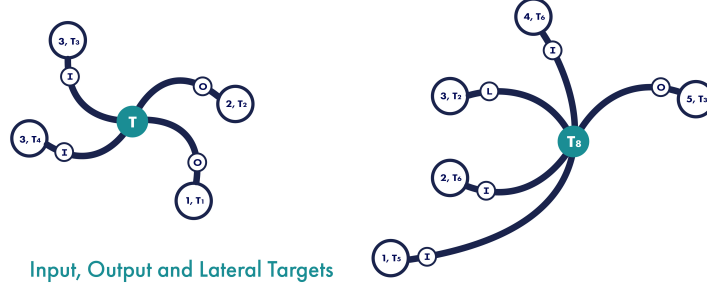 3, T3
I
3, T4
I
T
O
2, T2
O
1, T1
4, T6
I
3, T2
L
O
5, T3
T8
2, T6
I
1, T5
I
Input, Output and Lateral Targets